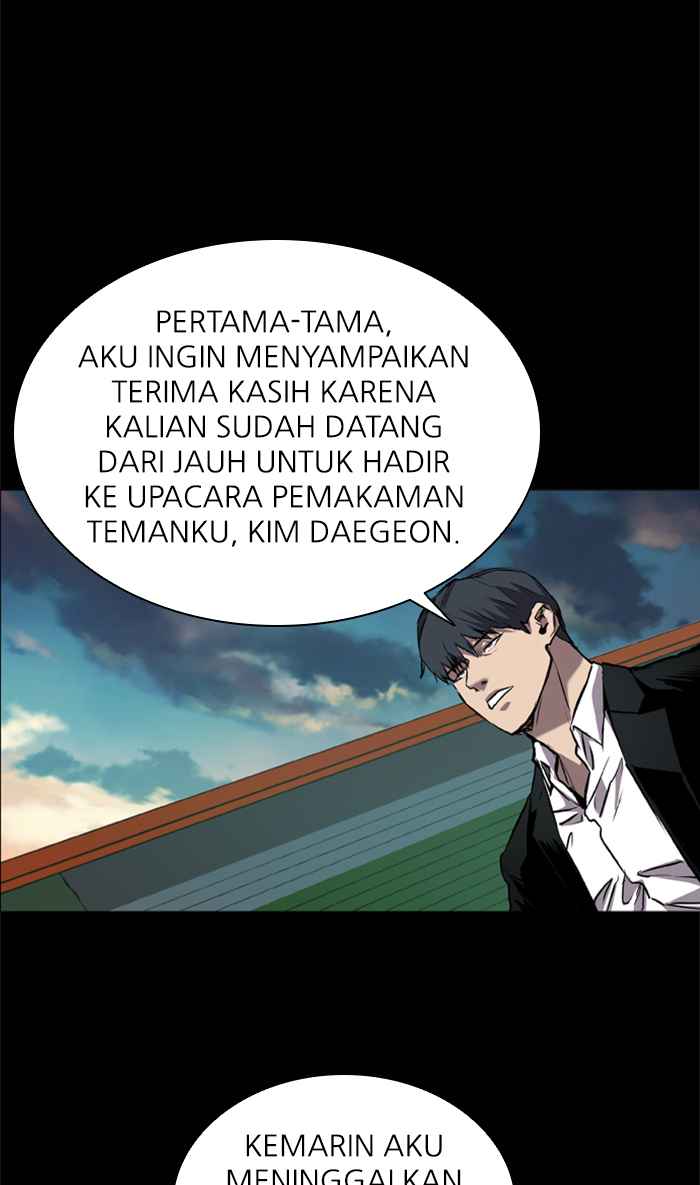 PERTAMA-TAMA,
AKU INGIN MENYAMPAIKAN
TERIMA KASIH KARENA
KALIAN SUDAH DATANG
DARI JAUH UNTUK HADIR
KE UPACARA PEMAKAMAN
TEMANKU, KIM DAEGEON.
KEMARIN AKU
MENINGGALKAN